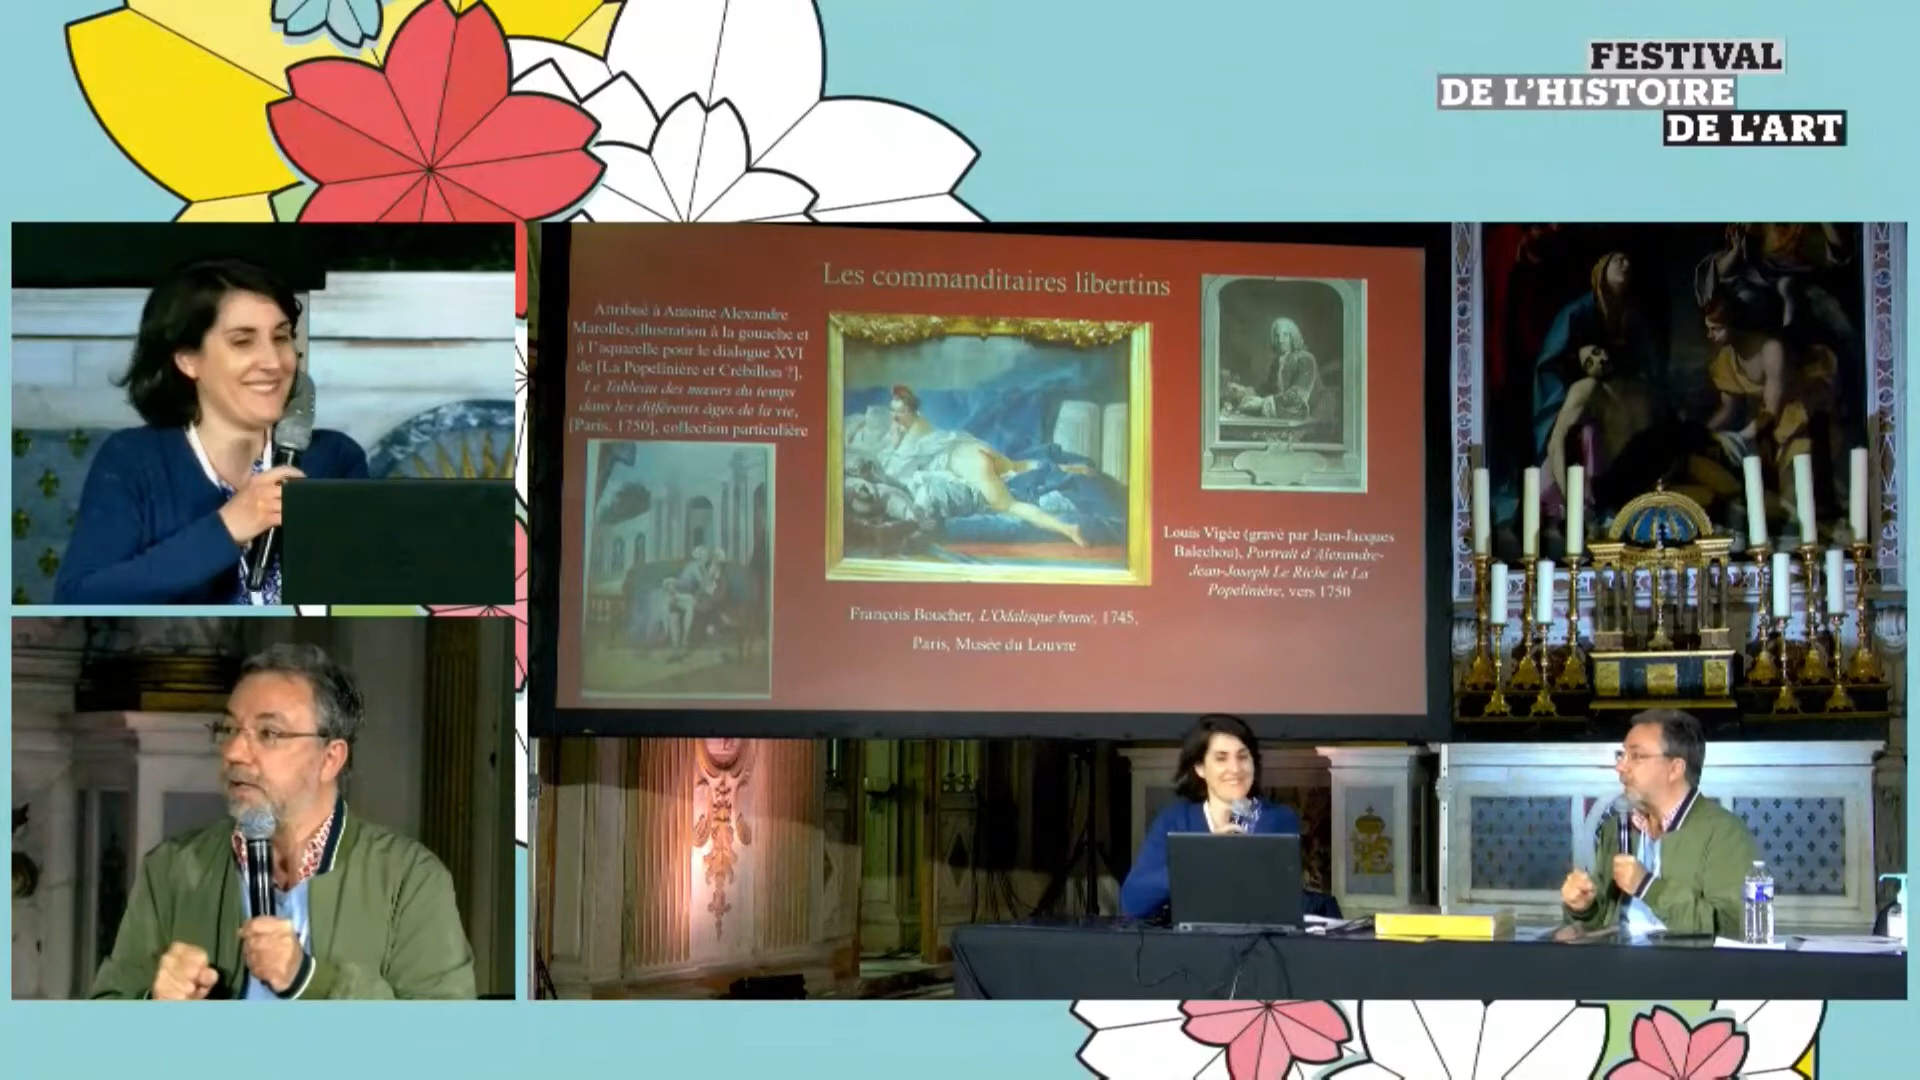 FESTIVAL
DE L'HISTOIRE
DE L'ART
Les commanditaires libertins
Attribué à Antoine Alexandre
Marolles,illustration à la gouache et
à l'aquarelle pour le dialogue XVI
de [La Popelinière et Crébillon ?],
Le Tableau des mœurs du temps
dans les différents âges de la vie,
[Paris, 1750], collection particulière
François Boucher, L'Odalisque brune, 1745,
Paris, Musée du Louvre
Louis Vigée (gravé par Jean-Jacques
Balechou), Portrait d'Alexandre-
Jean-Joseph Le Riche de La
Popelinière, vers 1750